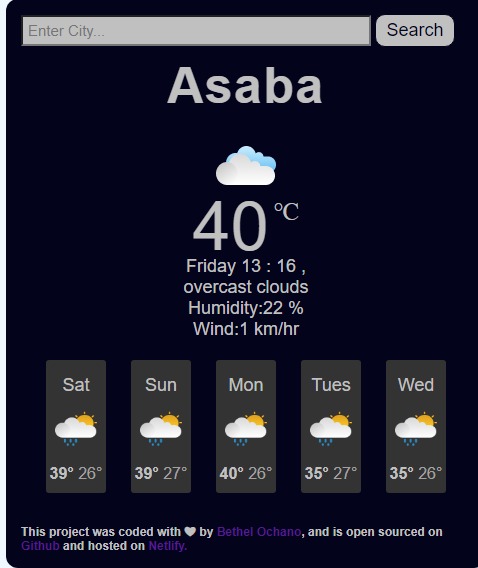 Enter City...
Search
Asaba
40 °C
Friday 13 : 16 ,
overcast clouds
Humidity:22 %
Wind:1 km/hr
Sat Sun Mon Tues Wed
39° 26° 39° 27° 40° 26° 35° 27° 35° 26°
This project was coded with ❤ by Bethel Ochano, and is open sourced on
Github and hosted on Netlify.